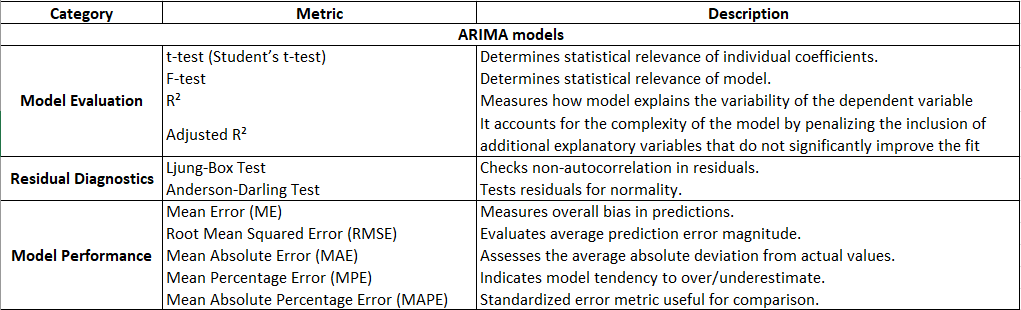 Category Metric Description
ARIMA models
Model Evaluation
t-test (Student’s t-test) Determines statistical relevance of individual coefficients.
F-test Determines statistical relevance of model.
R² Measures how model explains the variability of the dependent variable
Adjusted R² It accounts for the complexity of the model by penalizing the inclusion of
additional explanatory variables that do not significantly improve the fit
Residual Diagnostics
Ljung-Box Test Checks non-autocorrelation in residuals.
Anderson-Darling Test Tests residuals for normality.
Model Performance
Mean Error (ME) Measures overall bias in predictions.
Root Mean Squared Error (RMSE) Evaluates average prediction error magnitude.
Mean Absolute Error (MAE) Assesses the average absolute deviation from actual values.
Mean Percentage Error (MPE) Indicates model tendency to over/underestimate.
Mean Absolute Percentage Error (MAPE) Standardized error metric useful for comparison.